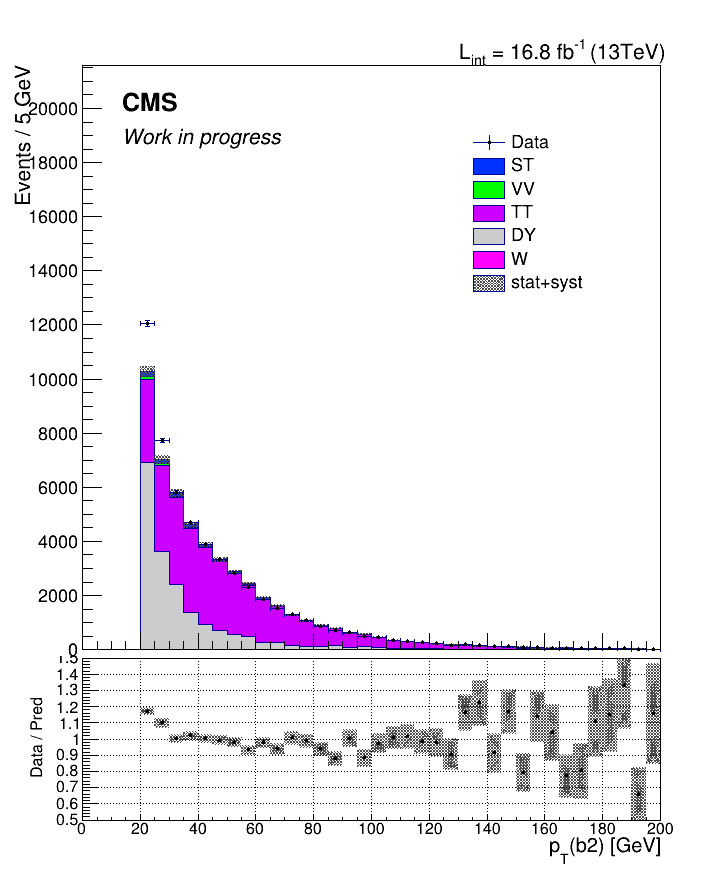 L_int = 16.8 fb^-1 (13TeV)
Events / 5 GeV
CMS
Work in progress
Data
ST
VV
TT
DY
W
stat+syst
20000
18000
16000
14000
12000
10000
8000
6000
4000
2000
0
Data / Pred
1.5
1.4
1.3
1.2
1.1
1
0.9
0.8
0.7
0.6
0.5
0 20 40 60 80 100 120 140 160 180 200
p_T(b2) [GeV]